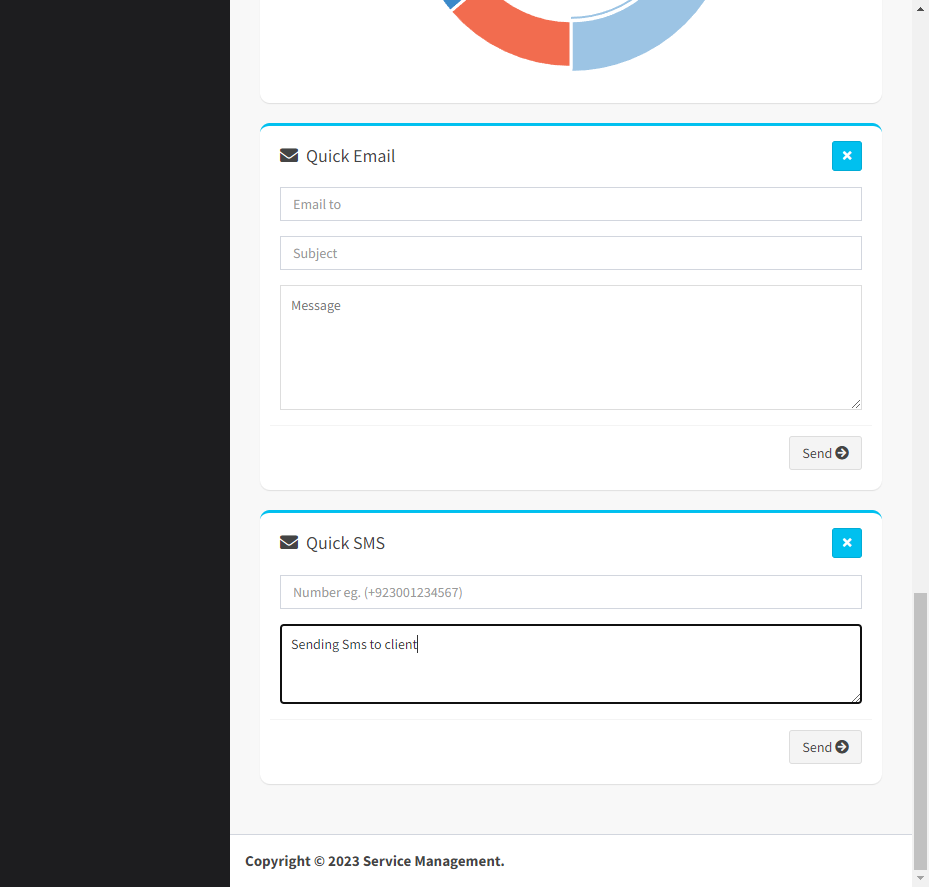 Quick Email
Email to
Subject
Message
Send
Quick SMS
Number eg. (+923001234567)
Sending Sms to client
Send
Copyright © 2023 Service Management.